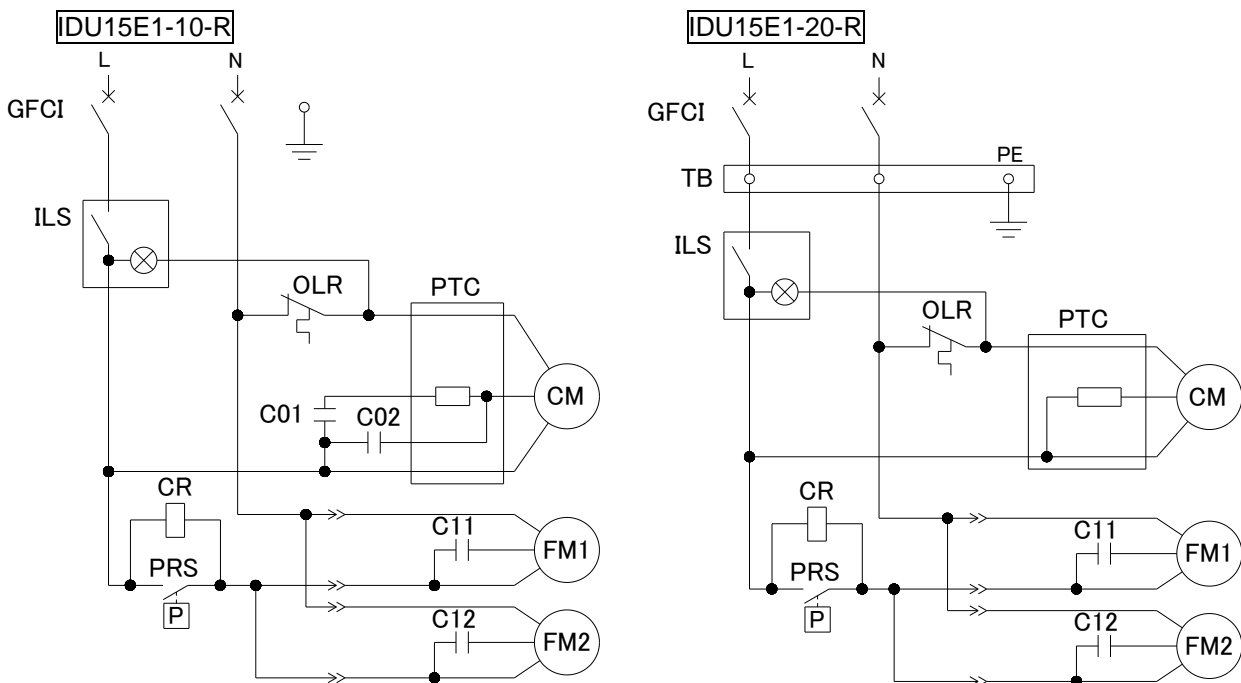 IDU15E1-10-R
L N
GFCI
ILS
OLR PTC
CM
C01 C02
CR
C11
FM1
PRS
P
C12
FM2
IDU15E1-20-R
L N
GFCI
PE
TB
ILS
OLR PTC
CM
CR
C11
FM1
PRS
P
C12
FM2